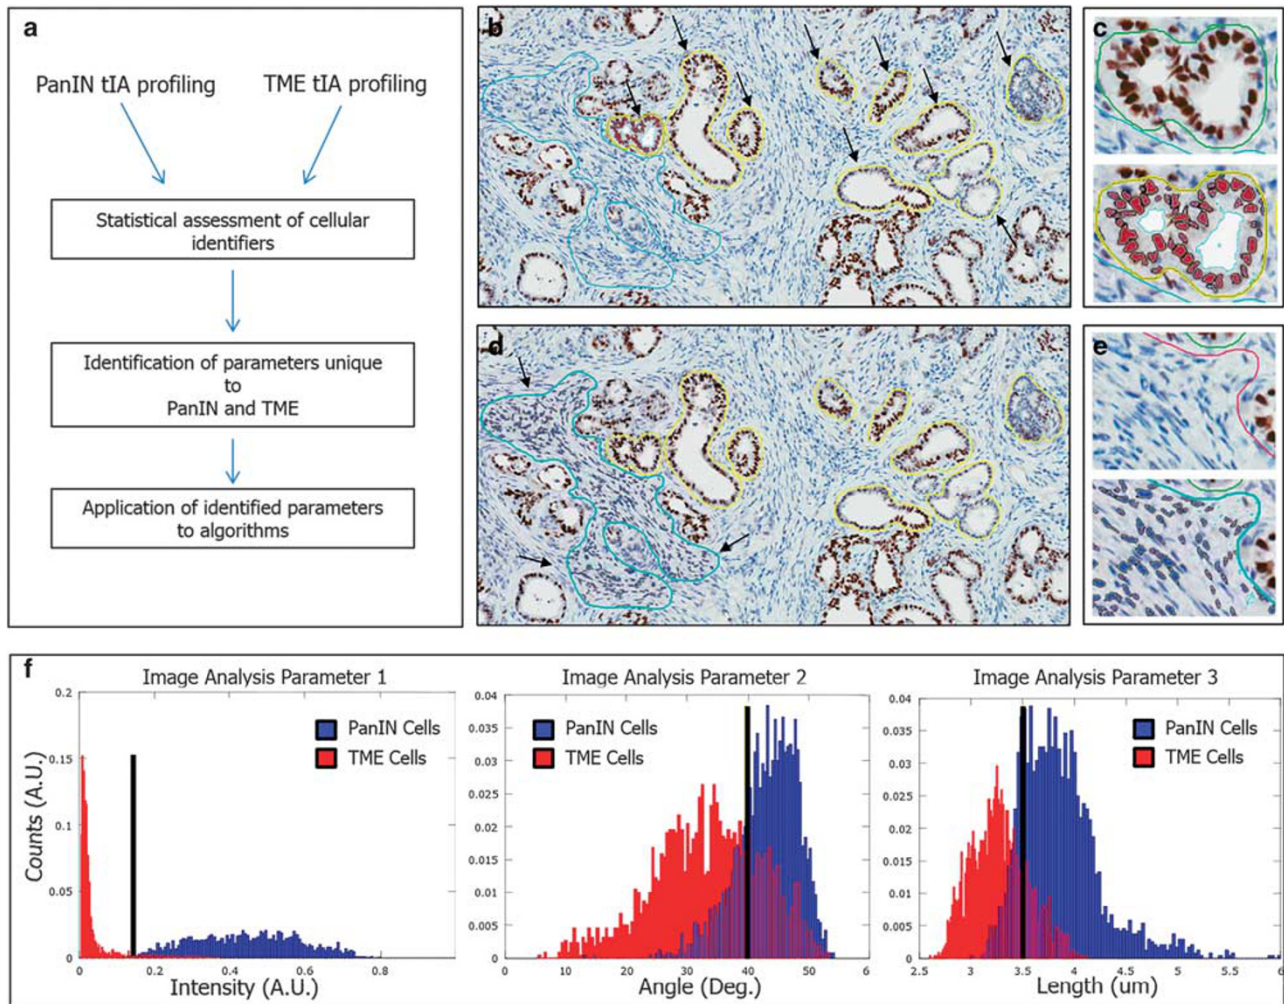 a
PanIN tIA profiling
TME tIA profiling
Statistical assessment of cellular
identifiers
Identification of parameters unique
to
PanIN and TME
Application of identified parameters
to algorithms
b
c
d
e
f
Image Analysis Parameter 1
PanIN Cells
TME Cells
Counts (A.U.)
0.2
0.15
0.1
0.05
0
0 0.2 0.4 0.6 0.8
Intensity (A.U.)
Image Analysis Parameter 2
PanIN Cells
TME Cells
0.04
0.035
0.03
0.025
0.02
0.015
0.01
0.005
0
0 10 20 30 40 50 6
Angle (Deg.)
Image Analysis Parameter 3
PanIN Cells
TME Cells
0.04
0.035
0.03
0.025
0.02
0.015
0.01
0.005
0
2.5 3 3.5 4 4.5 5 5.5 6
Length (um)